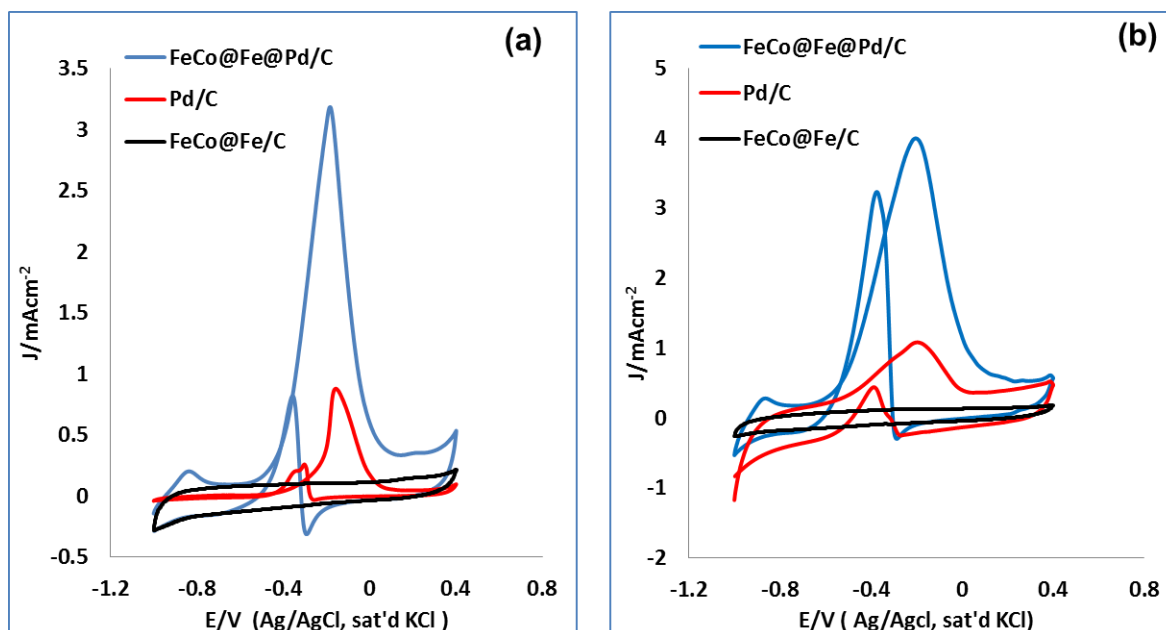 (a)
FeCo@Fe@Pd/C
Pd/C
FeCo@Fe/C
3.5
3
2.5
2
1.5
1
0.5
0
-0.5
J/mAcm-2
-1.2 -0.8 -0.4 0 0.4 0.8
E/V (Ag/AgCl, sat'd KCl )
(b)
FeCo@Fe@Pd/C
Pd/C
FeCo@Fe/C
5
4
3
2
1
0
-1
-2
J/mAcm-2
-1.2 -0.8 -0.4 0 0.4 0.8
E/V ( Ag/Agcl, sat'd KCl)